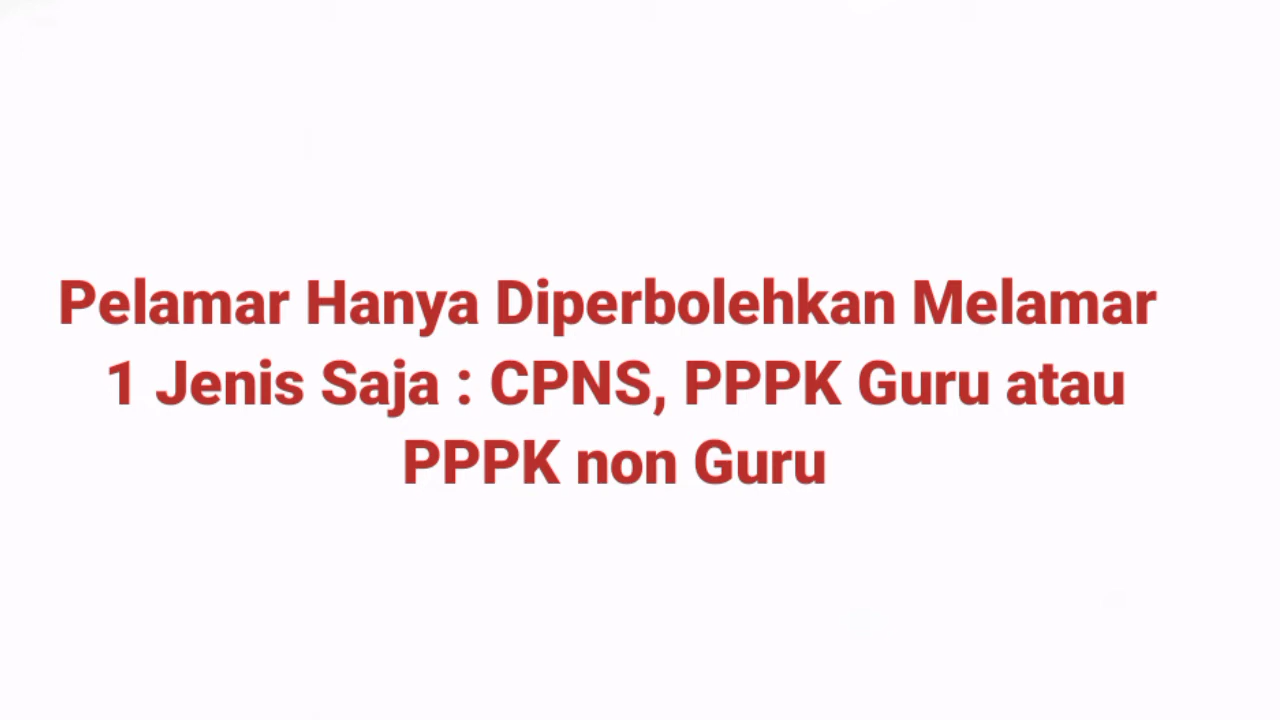 Pelamar Hanya Diperbolehkan Melamar
1 Jenis Saja : CPNS, PPPK Guru atau
PPPK non Guru